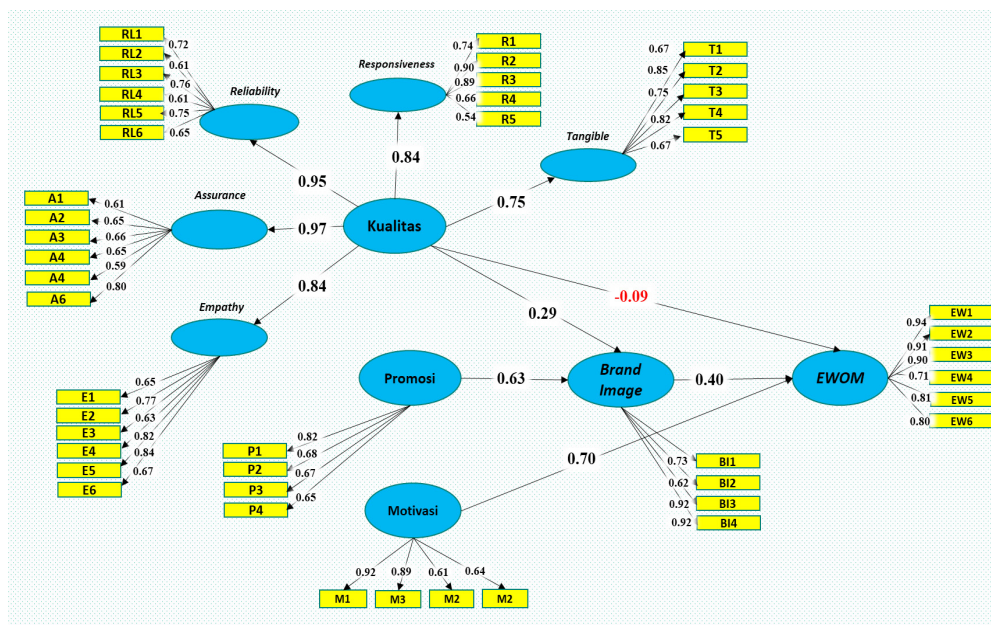 RL1
RL2
RL3
RL4
RL5
RL6
0.72
0.61
0.76
0.61
0.75
0.65
Reliability
Responsiveness
0.74
0.90
0.89
0.66
0.54
R1
R2
R3
R4
R5
Tangible
0.67
0.85
0.75
0.82
0.67
T1
T2
T3
T4
T5
0.95
0.84
0.75
A1
A2
A3
A4
A4
A6
0.61
0.65
0.66
0.65
0.59
0.80
Assurance
0.97
Kualitas
0.84
-0.09
0.29
Empathy
0.65
0.77
0.63
0.82
0.84
0.67
E1
E2
E3
E4
E5
E6
Promosi
0.63
Brand
Image
0.40
EWOM
0.94
0.91
0.90
0.71
0.81
0.80
EW1
EW2
EW3
EW4
EW5
EW6
P1
P2
P3
P4
0.82
0.68
0.67
0.65
0.70
0.73
0.62
0.92
0.92
BI1
BI2
BI3
BI4
Motivasi
0.92
0.89
0.61
0.64
M1
M3
M2
M2